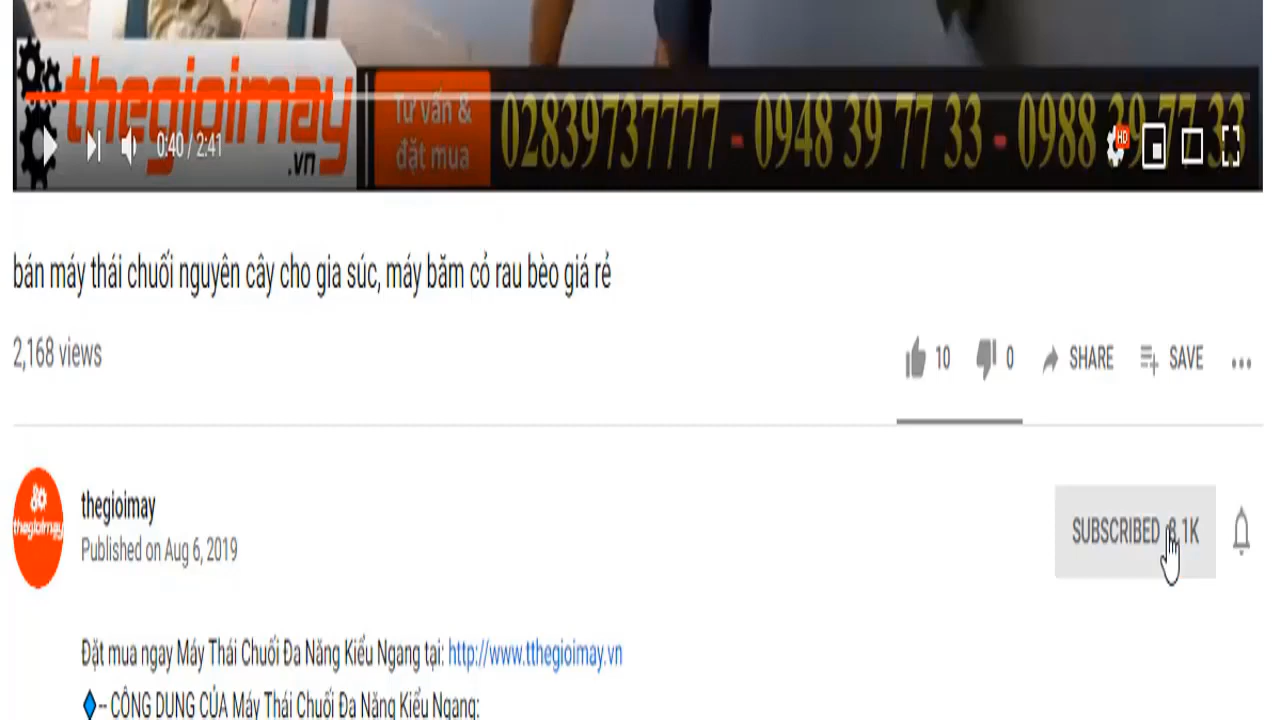 thegioimay
.vn
Tư vấn &
đặt mua
02839737777 - 0948 39 77 33 - 0988 39 77 33
0:40 / 2:41
HD
bán máy thái chuối nguyên cây cho gia súc, máy băm cỏ rau bèo giá rẻ
2,168 views
10 0 SHARE SAVE
thegioimay
thegioimay
Published on Aug 6, 2019
SUBSCRIBED
Đặt mua ngay Máy Thái Chuối Đa Năng Kiểu Ngang tại: http://www.tthegioimay.vn
-- CÔNG DỤNG CỦA Máy Thái Chuối Đa Năng Kiểu Ngang: